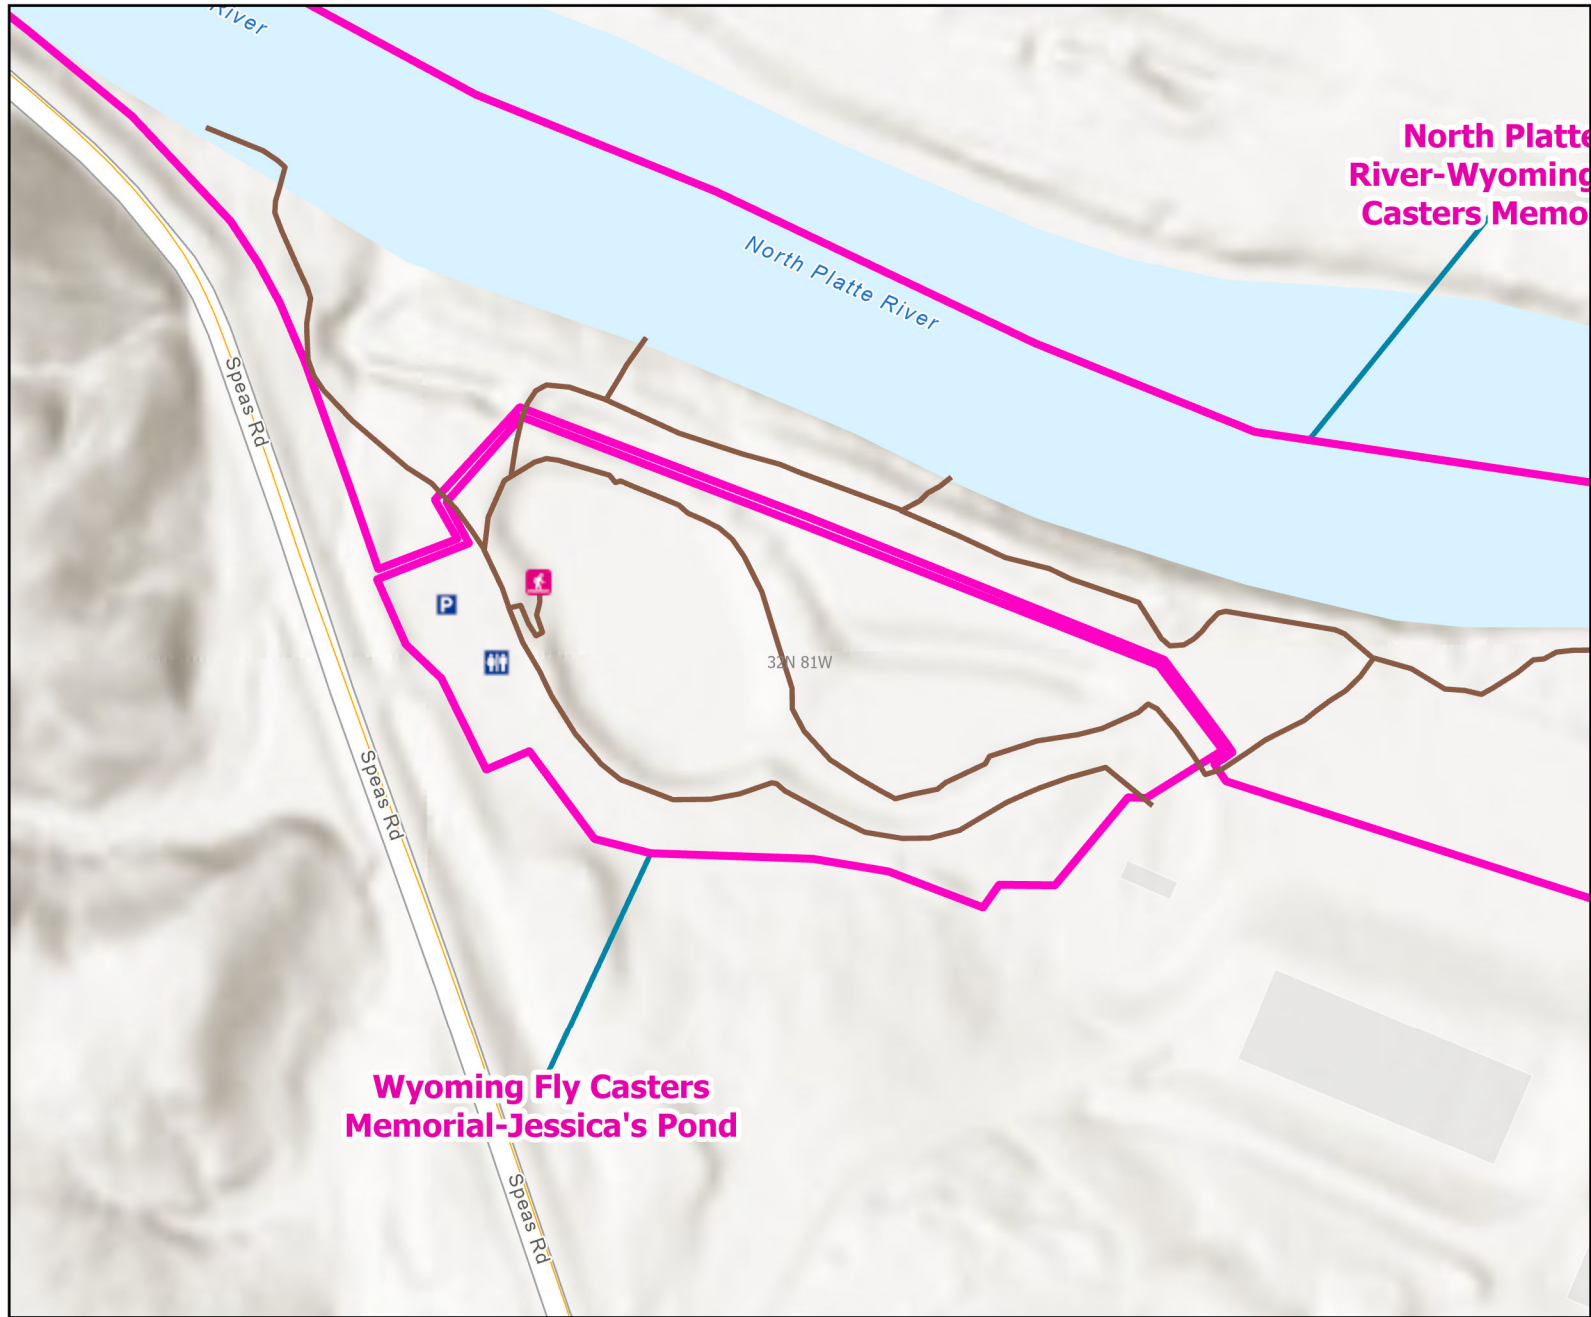 River
North Platte
River-Wyoming
Casters Memo
North Platte River
Speas Rd
P
32N 81W
Speas Rd
Wyoming Fly Casters
Memorial-Jessica's Pond
Speas Rd